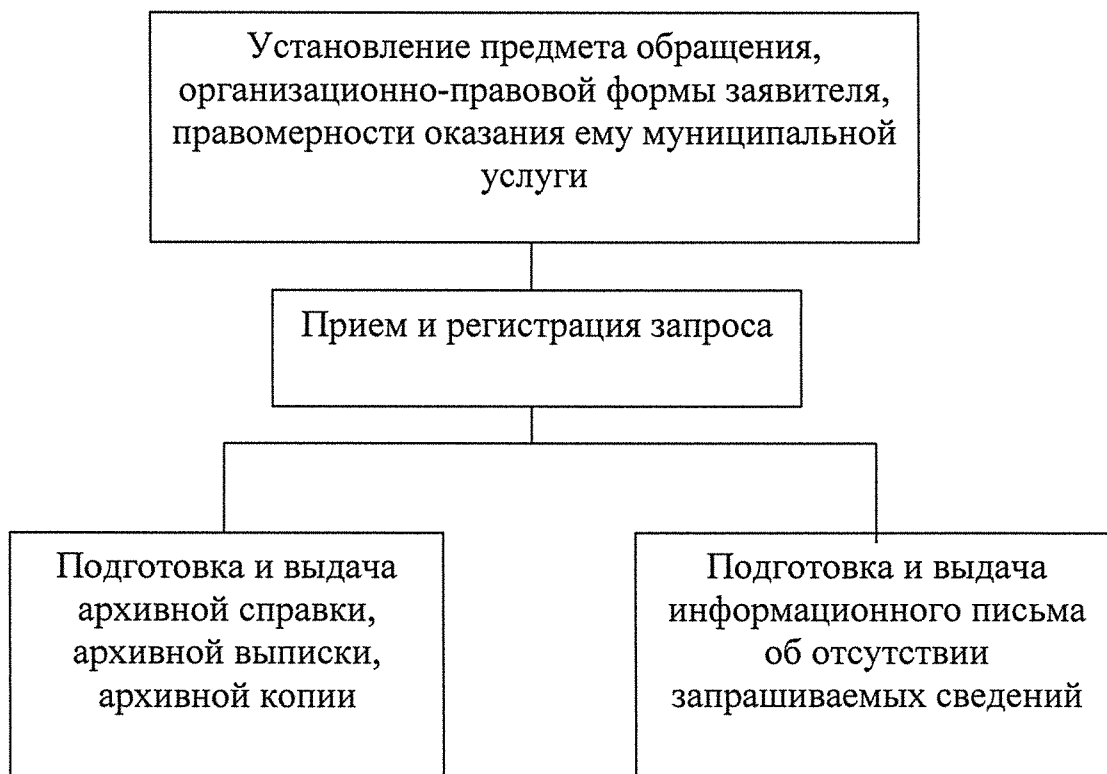 Установление предмета обращения,
организационно-правовой формы заявителя,
правомерности оказания ему муниципальной
услуги
Прием и регистрация запроса
Подготовка и выдача
архивной справки,
архивной выписки,
архивной копии
Подготовка и выдача
информационного письма
об отсутствии
запрашиваемых сведений